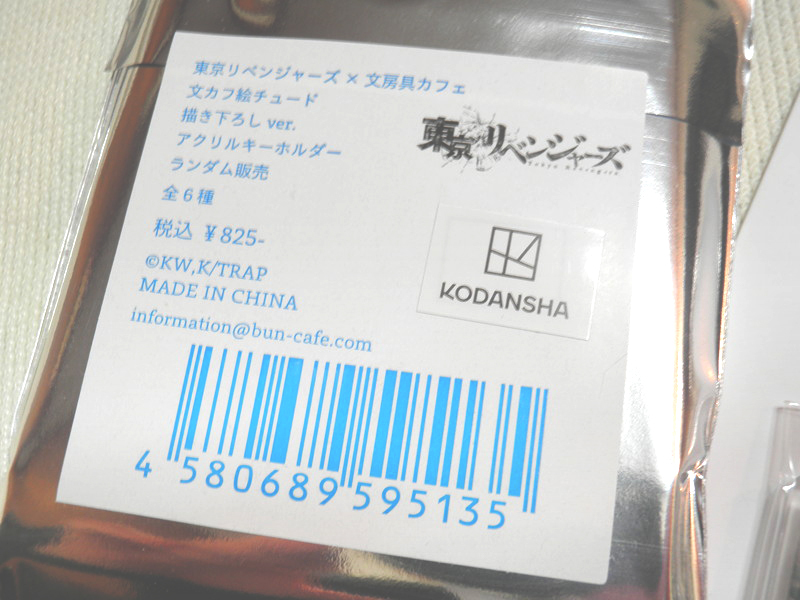 東京リベンジャーズ × 文房具カフェ
文カフ絵チュード
描き下ろし ver.
アクリルキーホルダー
ランダム販売
全６種
税込 ¥825-
©KW,K/TRAP
MADE IN CHINA
information@bun-cafe.com
東京リベンジャーズ
Tokyo Revengers
KODANSHA
4 580689 595135